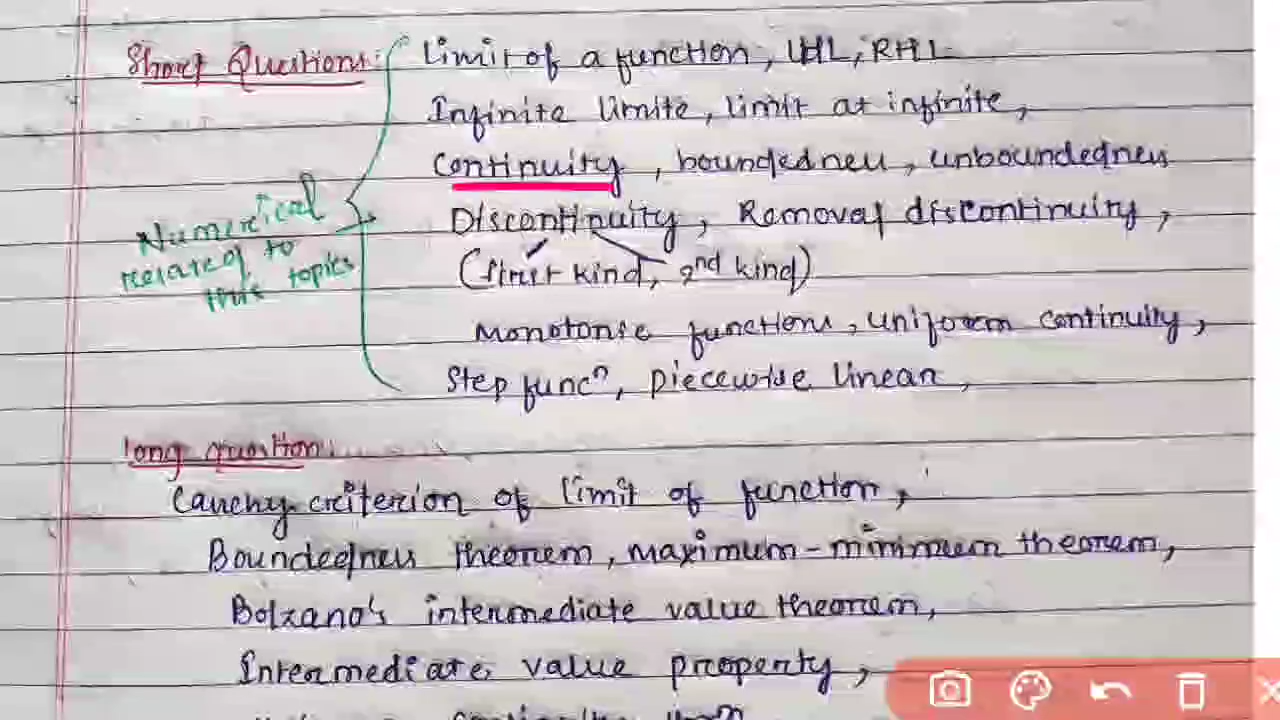 Short Questions:
Limit of a function, LHL, RHL
Infinite limite, limit at infinite,
Continuity, boundedness, unboundedness
Discontinuity, Removal discontinuity,
(first kind, 2nd kind)
Numerical related to this topics
Monotone functions, uniform continuity,
Step funcn, piecewise linear,
long question:
Cauchy criterion of limit of function,
Boundedness theorem, maximum-minimum theorem,
Bolzano's intermediate value theorem,
Intermediate value property,